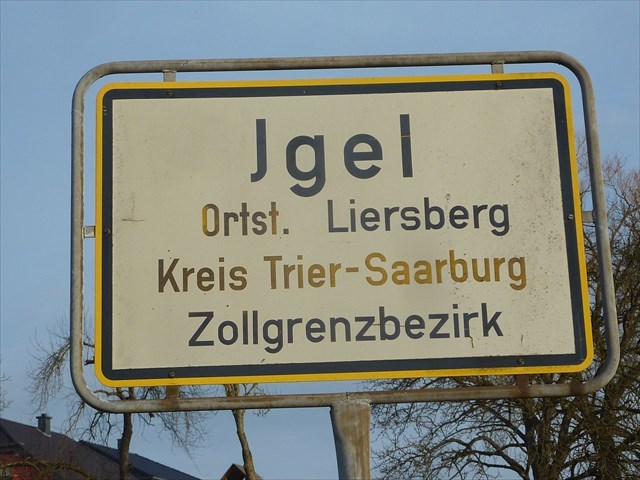 Jgel
Ortst. Liersberg
Kreis Trier-Saarburg
Zollgrenzbezirk